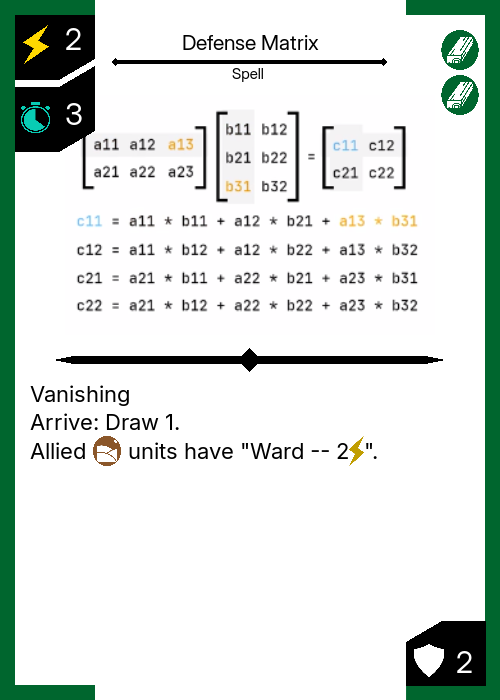 2
Defense Matrix
Spell
3
a11 a12 a13
a21 a22 a23
b11 b12
b21 b22
b31 b32
=
c11 c12
c21 c22
c11 = a11 * b11 + a12 * b21 + a13 * b31
c12 = a11 * b12 + a12 * b22 + a13 * b32
c21 = a21 * b11 + a22 * b21 + a23 * b31
c22 = a21 * b12 + a22 * b22 + a23 * b32
Vanishing
Arrive: Draw 1.
Allied units have "Ward -- 2".
2